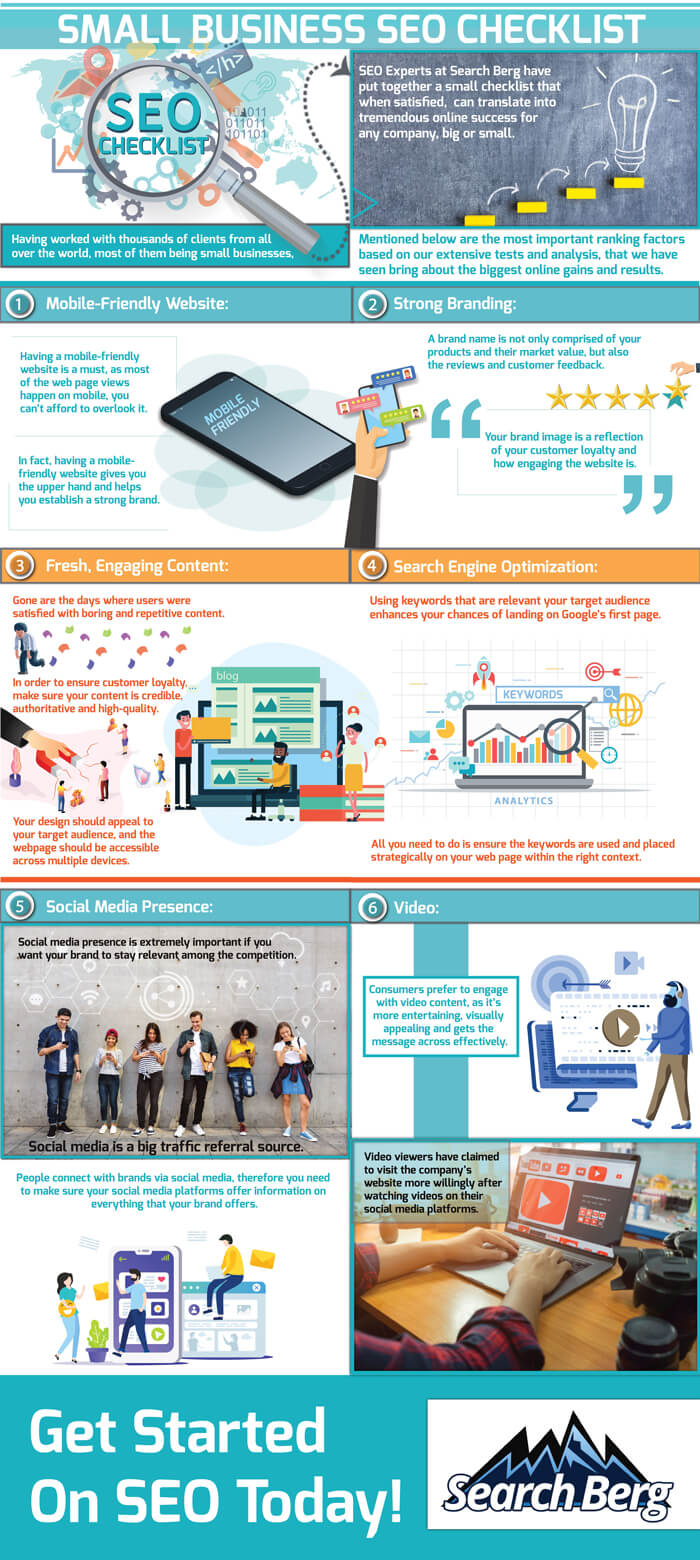 SMALL BUSINESS SEO CHECKLIST
</h>
SEO
CHECKLIST
101011
011011
101101
SEO Experts at Search Berg have
put together a small checklist that
when satisfied, can translate into
tremendous online success for
any company, big or small.
Having worked with thousands of clients from all
over the world, most of them being small businesses,
Mentioned below are the most important ranking factors
based on our extensive tests and analysis, that we have
seen bring about the biggest online gains and results.
1 Mobile-Friendly Website:
Having a mobile-friendly
website is a must, as most
of the web page views
happen on mobile, you
can't afford to overlook it.
MOBILE
FRIENDLY
In fact, having a mobile-
friendly website gives you
the upper hand and helps
you establish a strong brand.
2 Strong Branding:
A brand name is not only comprised of your
products and their market value, but also
the reviews and customer feedback.
“
Your brand image is a reflection
of your customer loyalty and
how engaging the website is.
”
3 Fresh, Engaging Content:
Gone are the days where users were
satisfied with boring and repetitive content.
In order to ensure customer loyalty,
make sure your content is credible,
authoritative and high-quality.
blog
Your design should appeal to
your target audience, and the
webpage should be accessible
across multiple devices.
4 Search Engine Optimization:
Using keywords that are relevant your target audience
enhances your chances of landing on Google's first page.
KEYWORDS
ANALYTICS
All you need to do is ensure the keywords are used and placed
strategically on your web page within the right context.
5 Social Media Presence:
Social media presence is extremely important if you
want your brand to stay relevant among the competition.
Social media is a big traffic referral source.
People connect with brands via social media, therefore you need
to make sure your social media platforms offer information on
everything that your brand offers.
6 Video:
Consumers prefer to engage
with video content, as it's
more entertaining, visually
appealing and gets the
message across effectively.
Video viewers have claimed
to visit the company's
website more willingly after
watching videos on their
social media platforms.
Get Started
On SEO Today!
Search Berg